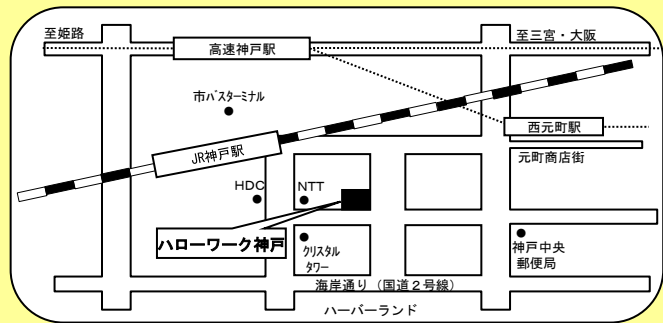 至姫路
高速神戸駅
至三宮・大阪
市バスターミナル
西元町駅
JR神戸駅
元町商店街
HDC
NTT
ハローワーク神戸
クリスタル
タワー
神戸中央
郵便局
海岸通り(国道2号線)
ハーバーランド